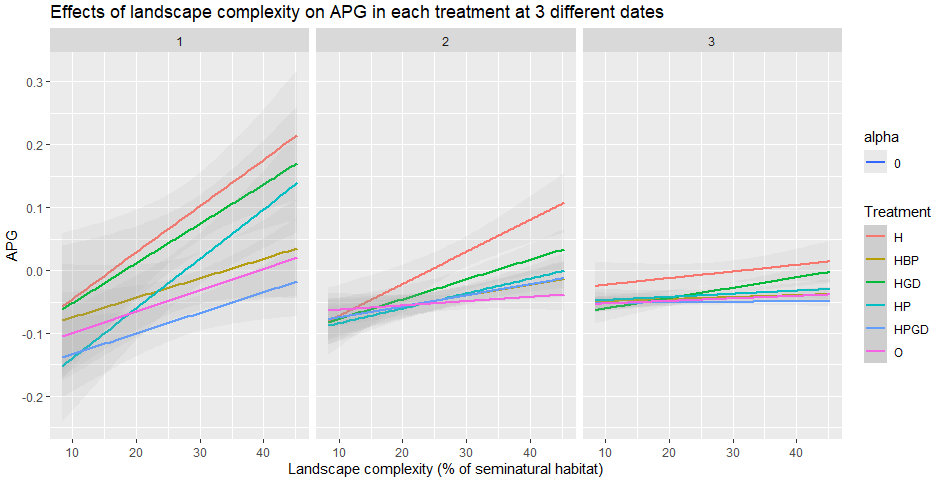 Effects of landscape complexity on APG in each treatment at 3 different dates
1 2 3
0.3
0.2
0.1
0.0
-0.1
-0.2
APG
10 20 30 40 10 20 30 40 10 20 30 40
Landscape complexity (% of seminatural habitat)
alpha
0
Treatment
H
HBP
HGD
HP
HPGD
O